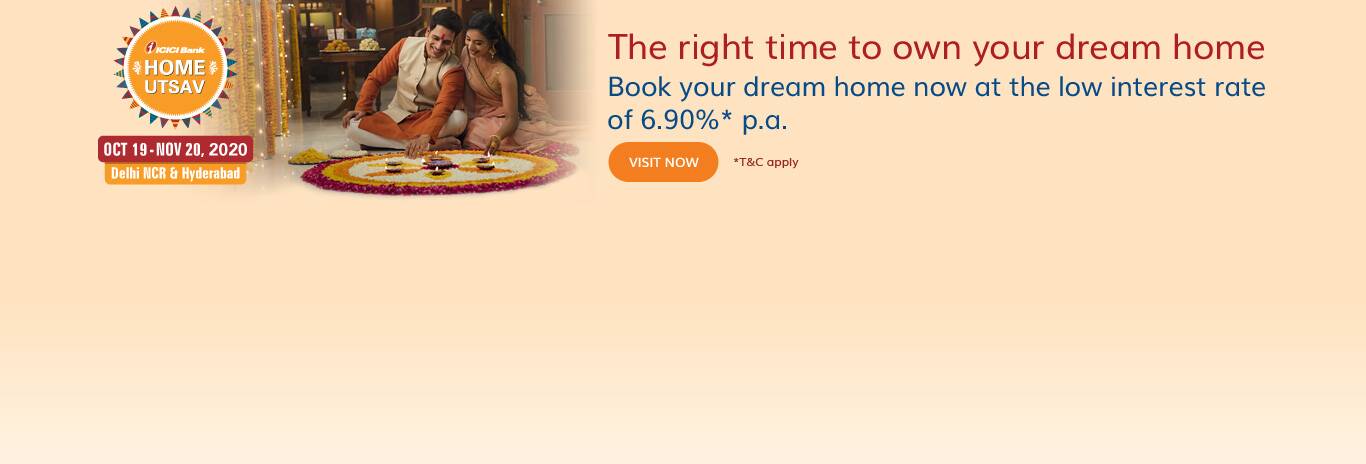 ICICI Bank
HOME
UTSAV
OCT 19-NOV 20, 2020
Delhi NCR & Hyderabad
The right time to own your dream home
Book your dream home now at the low interest rate
of 6.90%* p.a.
VISIT NOW
*T&C apply